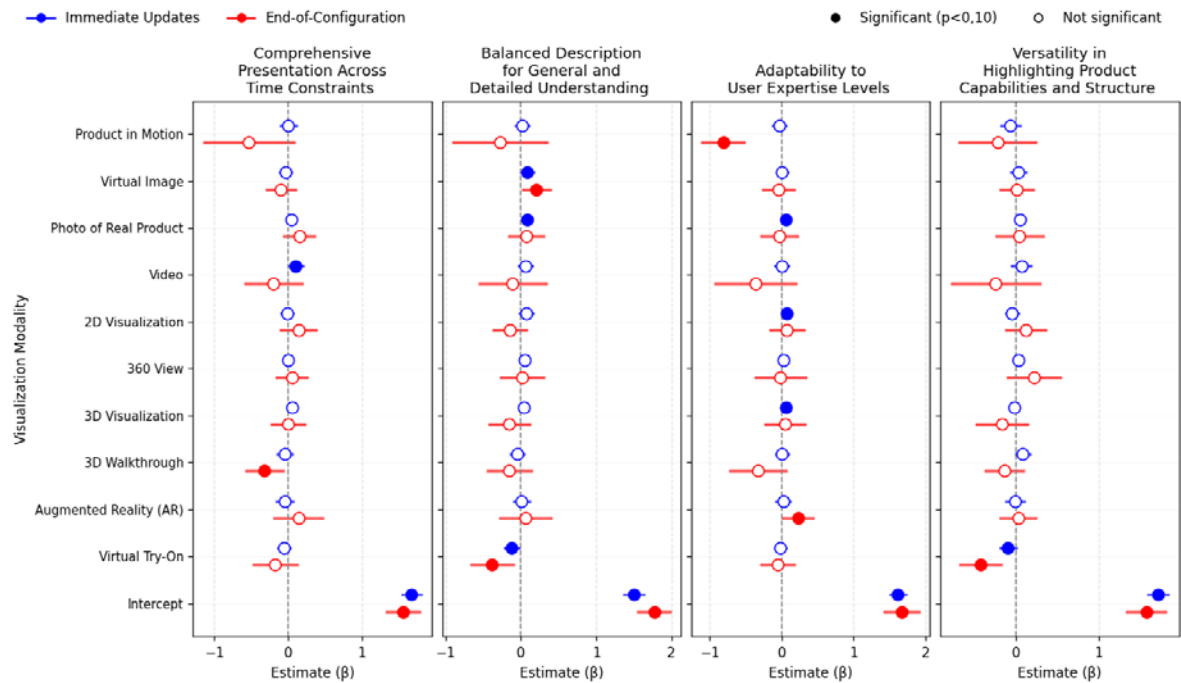 Immediate Updates
End-of-Configuration
Significant (p<0,10)
Not significant
Comprehensive
Presentation Across
Time Constraints
Balanced Description
for General and
Detailed Understanding
Adaptability to
User Expertise Levels
Versatility in
Highlighting Product
Capabilities and Structure
Visualization Modality
Product in Motion
Virtual Image
Photo of Real Product
Video
2D Visualization
360 View
3D Visualization
3D Walkthrough
Augmented Reality (AR)
Virtual Try-On
Intercept
−1 0 1
−1 0 1 2
−1 0 1 2
0 1
Estimate (β)
Estimate (β)
Estimate (β)
Estimate (β)